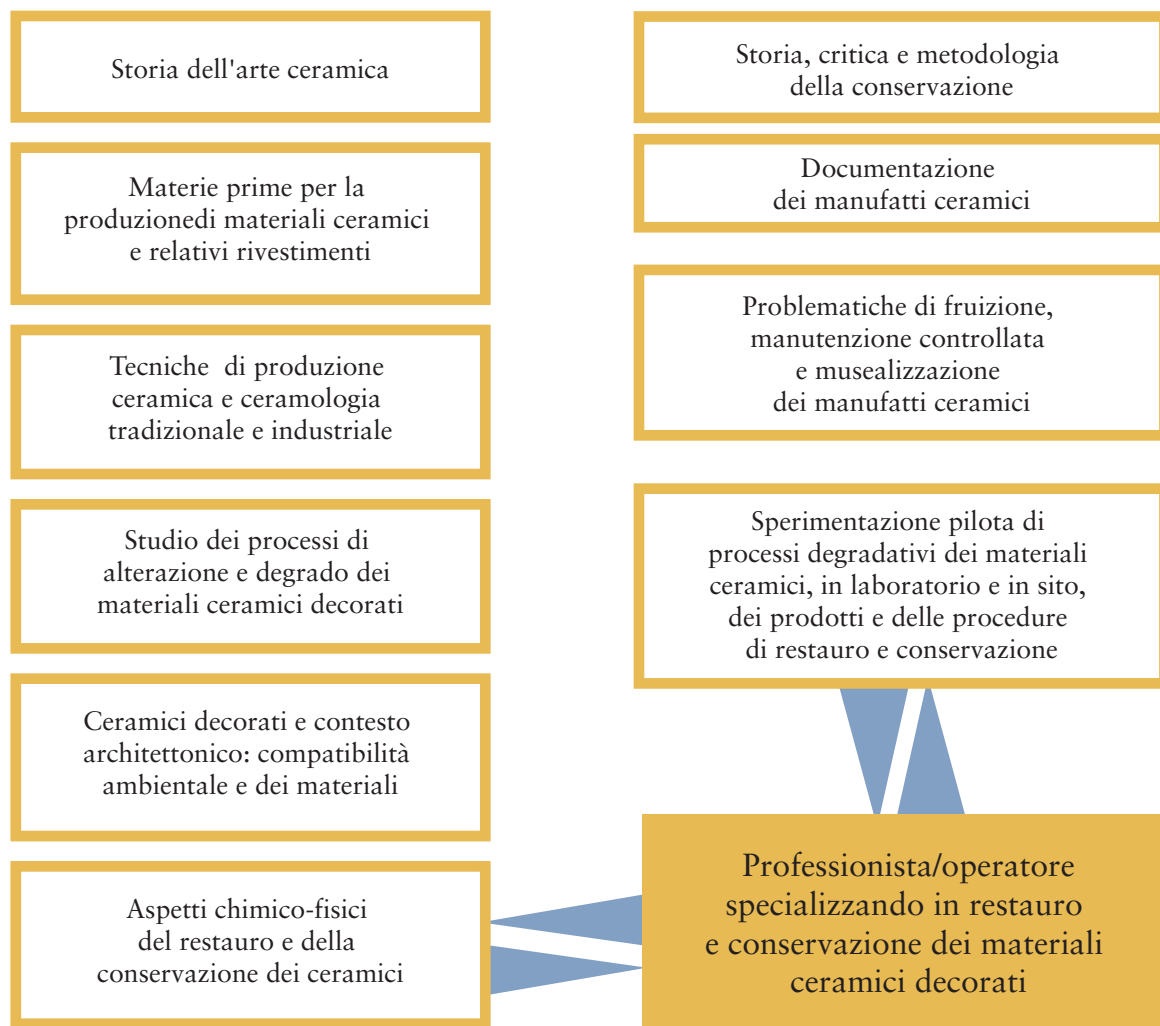 Storia dell'arte ceramica
Materie prime per la
produzionedi materiali ceramici
e relativi rivestimenti
Tecniche  di produzione
ceramica e ceramologia
tradizionale e industriale
Studio dei processi di
alterazione e degrado dei
materiali ceramici decorati
Ceramici decorati e contesto
architettonico: compatibilità
ambientale e dei materiali
Aspetti chimico-fisici
del restauro e della
conservazione dei ceramici
Storia, critica e metodologia
della conservazione
Documentazione
dei manufatti ceramici
Problematiche di fruizione,
manutenzione controllata
e musealizzazione
dei manufatti ceramici
Sperimentazione pilota di
processi degradativi dei materiali
ceramici, in laboratorio e in sito,
dei prodotti e delle procedure
di restauro e conservazione
Professionista/operatore
specializzando in restauro
e conservazione dei materiali
ceramici decorati